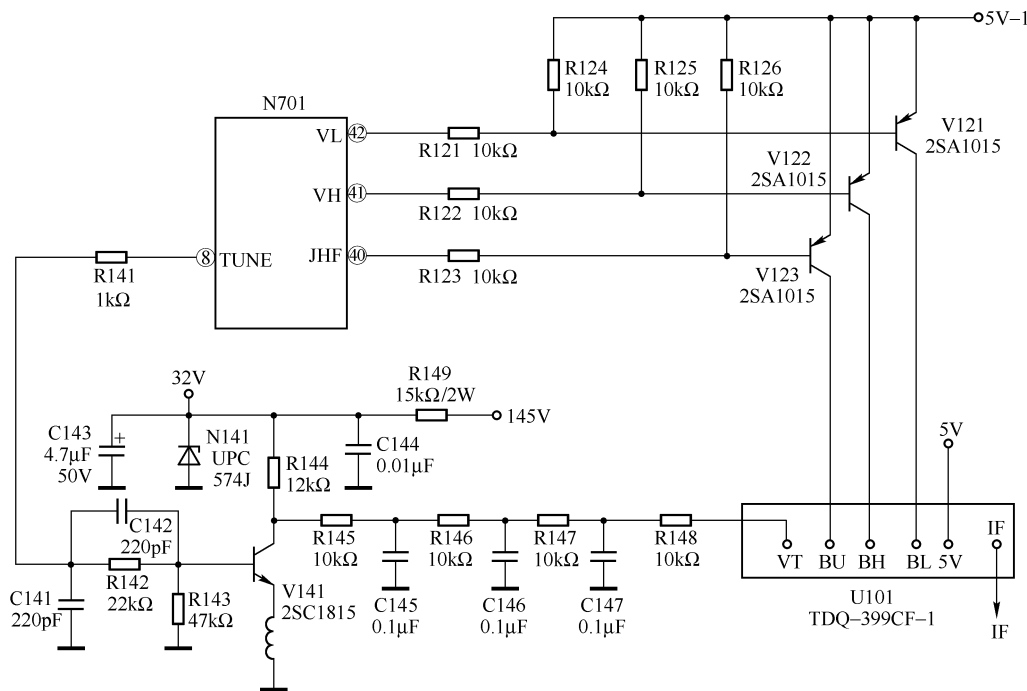 5V–1
R124
10kΩ
R125
10kΩ
R126
10kΩ
N701
VL
42
R121 10kΩ
V121
2SA1015
VH
41
R122 10kΩ
V122
2SA1015
8
TUNE
JHF
40
R123 10kΩ
V123
2SA1015
R141
1kΩ
32V
R149
15kΩ/2W
145V
C143
4.7μF
50V
+
N141
UPC
574J
R144
12kΩ
C144
0.01μF
5V
C142
220pF
R145
10kΩ
R146
10kΩ
R147
10kΩ
R148
10kΩ
VT
BU
BH
BL
5V
IF
C141
220pF
R142
22kΩ
R143
47kΩ
V141
2SC1815
C145
0.1μF
C146
0.1μF
C147
0.1μF
U101
TDQ–399CF–1
IF